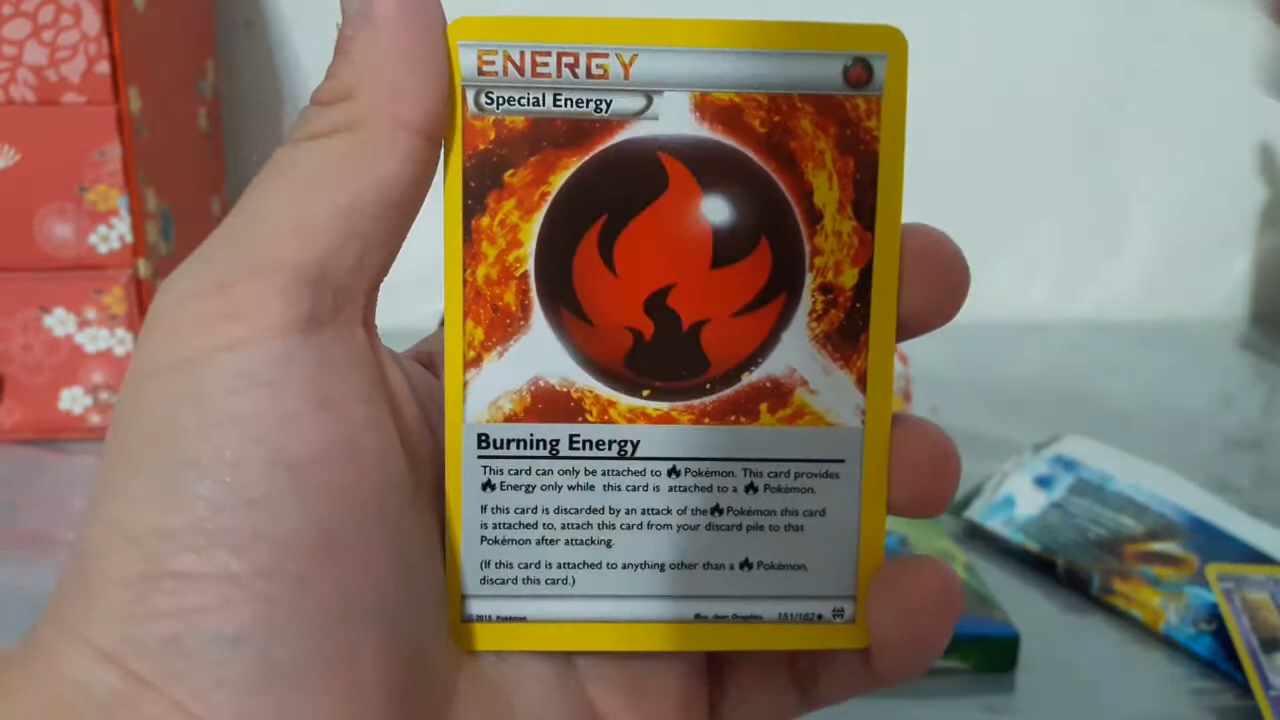 ENERGY
Special Energy
Burning Energy
This card can only be attached to Pokémon. This card provides
Energy only while this card is attached to a Pokémon.
If this card is discarded by an attack of the Pokémon this card
is attached to, attach this card from your discard pile to that
Pokémon after attacking.
(If this card is attached to anything other than a Pokémon,
discard this card.)
©2015 Pokémon
Graphics 151/162